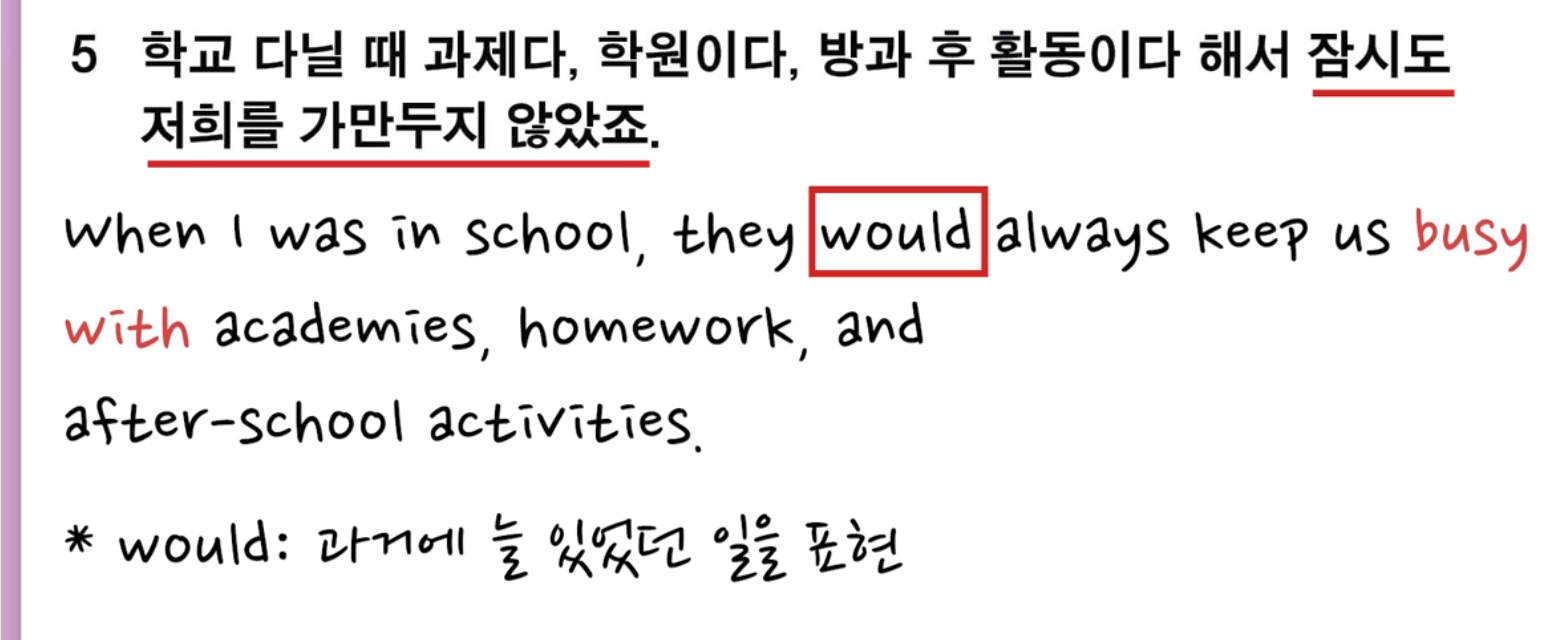 5 학교 다닐 때 과제다, 학원이다, 방과 후 활동이다 해서 잠시도
저희를 가만두지 않았죠.
When I was in school, they would always keep us busy
with academies, homework, and
after-school activities.
* would: 과거에 늘 있었던 일을 표현